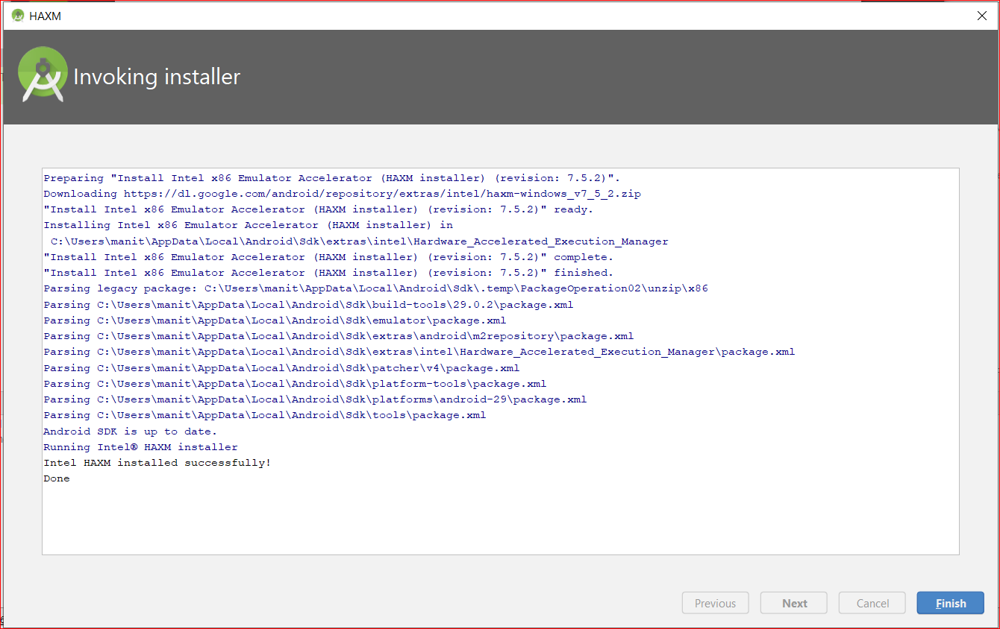 HAXM
Invoking installer
Preparing "Install Intel x86 Emulator Accelerator (HAXM installer) (revision: 7.5.2)".
Downloading https://dl.google.com/android/repository/extras/intel/haxm-windows_v7_5_2.zip
"Install Intel x86 Emulator Accelerator (HAXM installer) (revision: 7.5.2)" ready.
Installing Intel x86 Emulator Accelerator (HAXM installer) in
C:\Users\manit\AppData\Local\Android\Sdk\extras\intel\Hardware_Accelerated_Execution_Manager
"Install Intel x86 Emulator Accelerator (HAXM installer) (revision: 7.5.2)" complete.
"Install Intel x86 Emulator Accelerator (HAXM installer) (revision: 7.5.2)" finished.
Parsing legacy package: C:\Users\manit\AppData\Local\Android\Sdk\.temp\PackageOperation02\unzip\x86
Parsing C:\Users\manit\AppData\Local\Android\Sdk\build-tools\29.0.2\package.xml
Parsing C:\Users\manit\AppData\Local\Android\Sdk\emulator\package.xml
Parsing C:\Users\manit\AppData\Local\Android\Sdk\extras\android\m2repository\package.xml
Parsing C:\Users\manit\AppData\Local\Android\Sdk\extras\intel\Hardware_Accelerated_Execution_Manager\package.xml
Parsing C:\Users\manit\AppData\Local\Android\Sdk\patcher\v4\package.xml
Parsing C:\Users\manit\AppData\Local\Android\Sdk\platform-tools\package.xml
Parsing C:\Users\manit\AppData\Local\Android\Sdk\platforms\android-29\package.xml
Parsing C:\Users\manit\AppData\Local\Android\Sdk\tools\package.xml
Android SDK is up to date.
Running Intel® HAXM installer
Intel HAXM installed successfully!
Done
Previous Next Cancel Finish